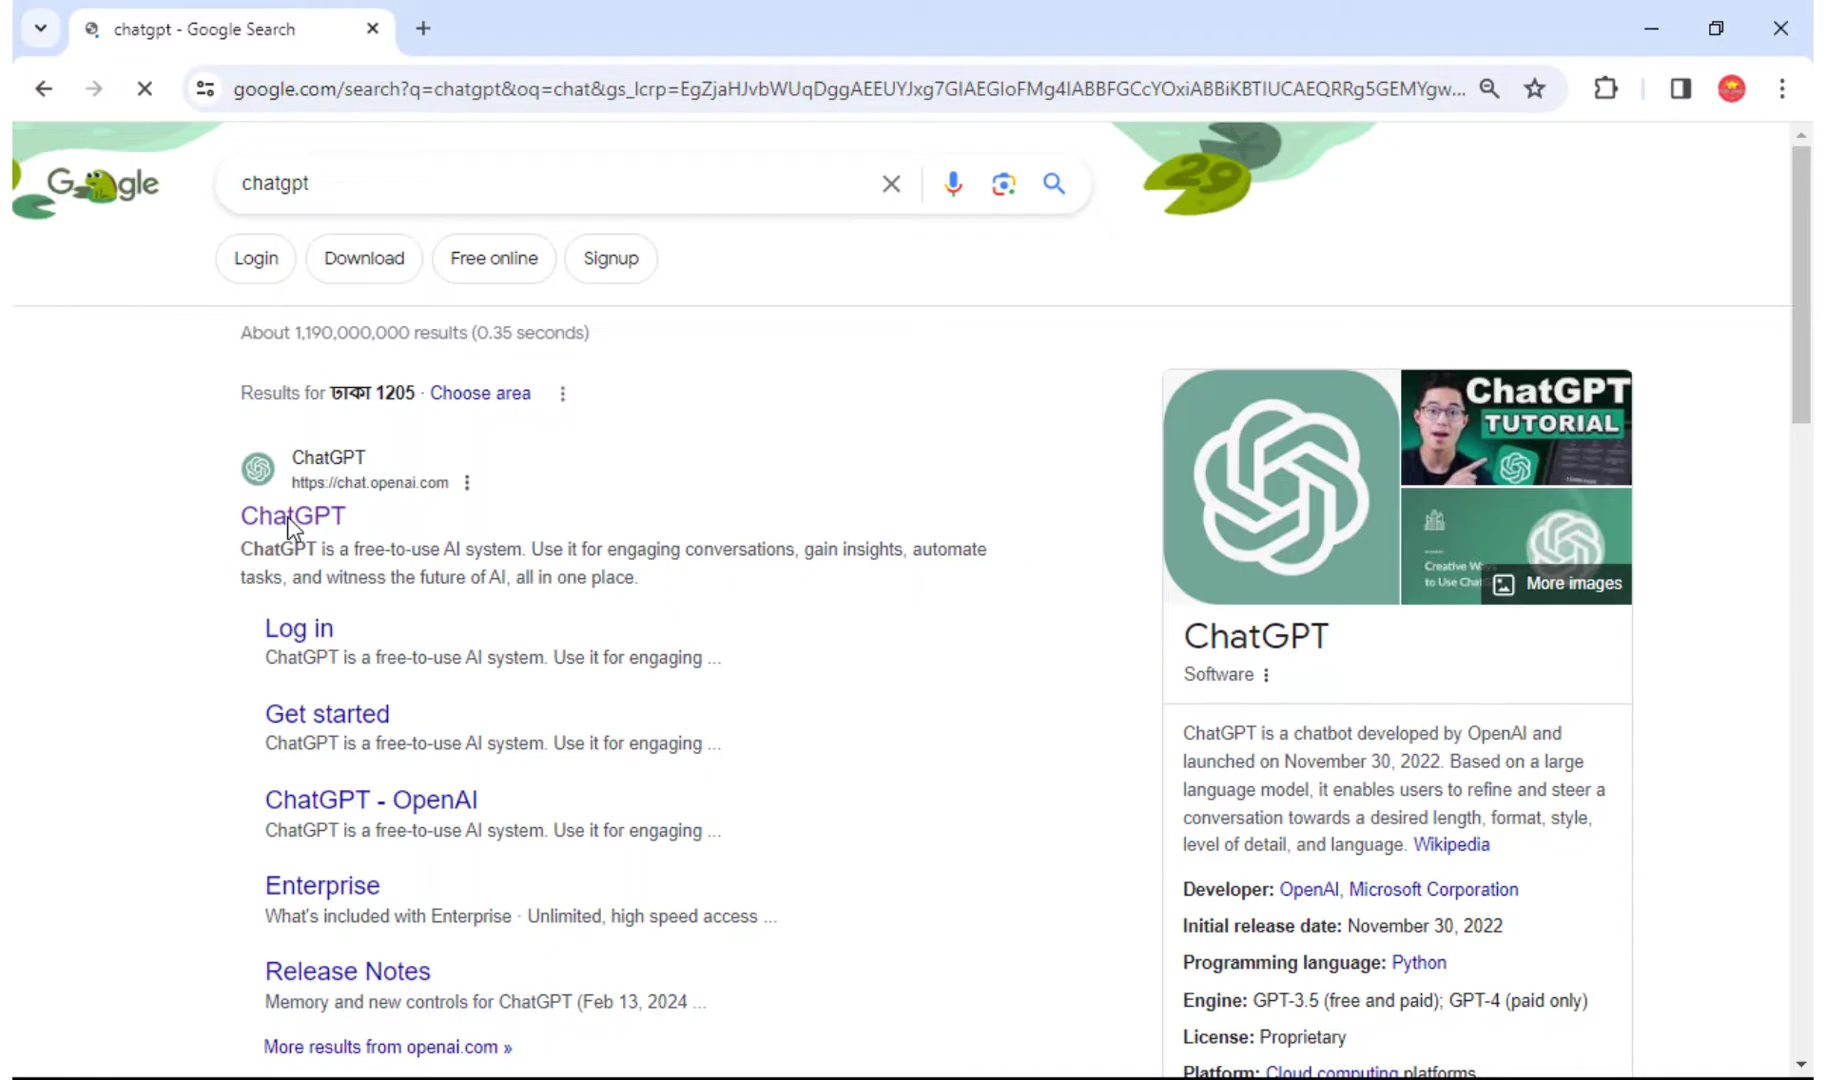 chatgpt - Google Search
google.com/search?q=chatgpt&oq=chat&gs_lcrp=EgZjaHJvbWUqDggAEEUYJxg7GIAEGIoFMg4IABBFGCcYOxiABBiKBTIUCAEQRRg5GEMYgw...
Google
chatgpt
29
Login Download Free online Signup
About 1,190,000,000 results (0.35 seconds)
Results for ঢাকা 1205 · Choose area
ChatGPT
https://chat.openai.com
ChatGPT
ChatGPT is a free-to-use AI system. Use it for engaging conversations, gain insights, automate
tasks, and witness the future of AI, all in one place.
Log in
ChatGPT is a free-to-use AI system. Use it for engaging ...
Get started
ChatGPT is a free-to-use AI system. Use it for engaging ...
ChatGPT - OpenAI
ChatGPT is a free-to-use AI system. Use it for engaging ...
Enterprise
What's included with Enterprise · Unlimited, high speed access ...
Release Notes
Memory and new controls for ChatGPT (Feb 13, 2024 ...
More results from openai.com »
ChatGPT
TUTORIAL
Creative
to Use
More images
ChatGPT
Software
ChatGPT is a chatbot developed by OpenAI and
launched on November 30, 2022. Based on a large
language model, it enables users to refine and steer a
conversation towards a desired length, format, style,
level of detail, and language. Wikipedia
Developer: OpenAI, Microsoft Corporation
Initial release date: November 30, 2022
Programming language: Python
Engine: GPT-3.5 (free and paid); GPT-4 (paid only)
License: Proprietary
Platform: Cloud computing platforms